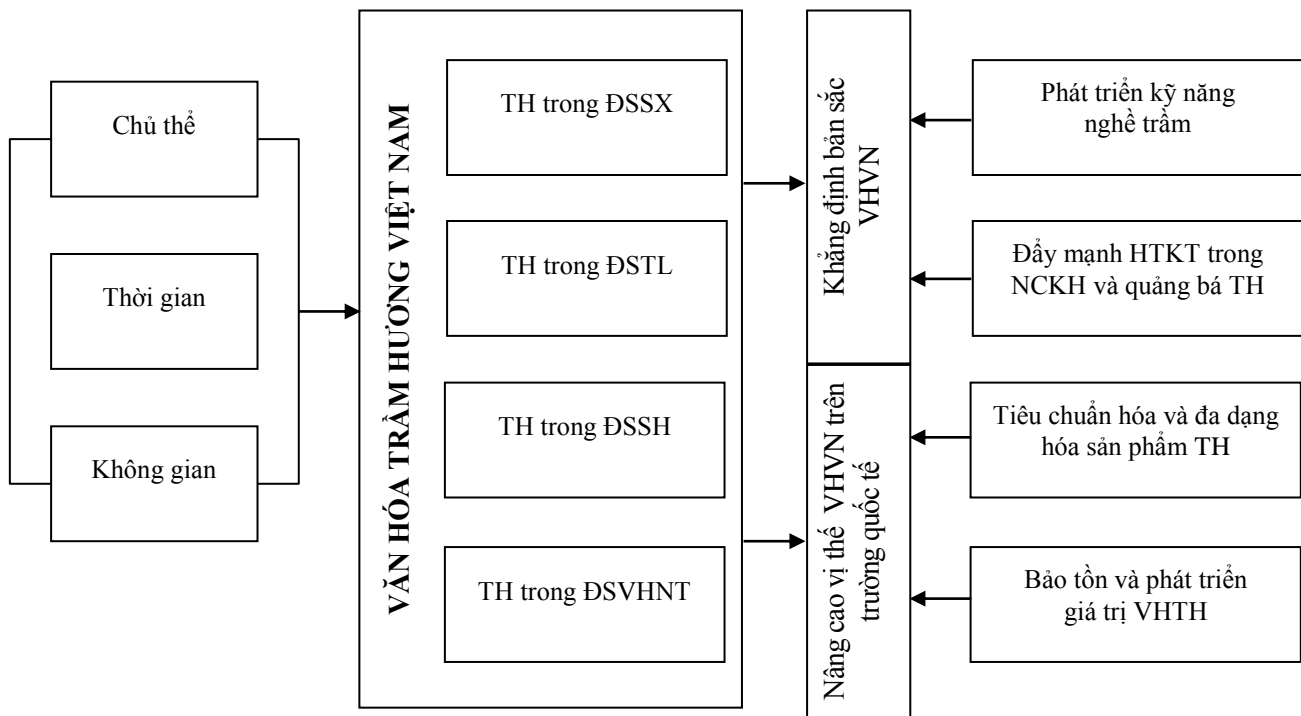 Chủ thể
Thời gian
Không gian
VĂN HÓA TRẦM HƯƠNG VIỆT NAM
TH trong ĐSSX
TH trong ĐSTL
TH trong ĐSSH
TH trong ĐSVHNT
Khẳng định bản sắc
VHVN
Nâng cao vị thế VHVN trên
trường quốc tế
Phát triển kỹ năng
nghề trầm
Đẩy mạnh HTKT trong
NCKH và quảng bá TH
Tiêu chuẩn hóa và đa dạng
hóa sản phẩm TH
Bảo tồn và phát triển
giá trị VHTH